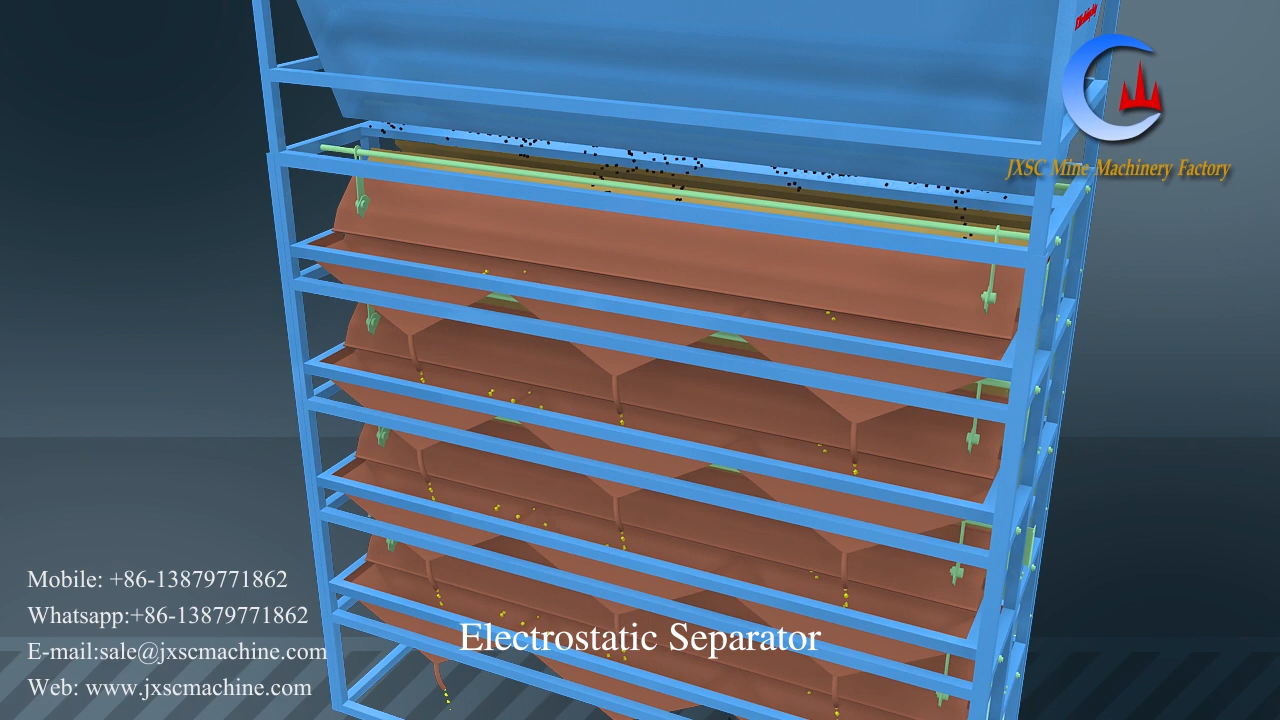 JXSC Mine Machinery Factory
Mobile: +86-13879771862
Whatsapp:+86-13879771862
E-mail:sale@jxscmachine.com
Web: www.jxscmachine.com
Electrostatic Separator